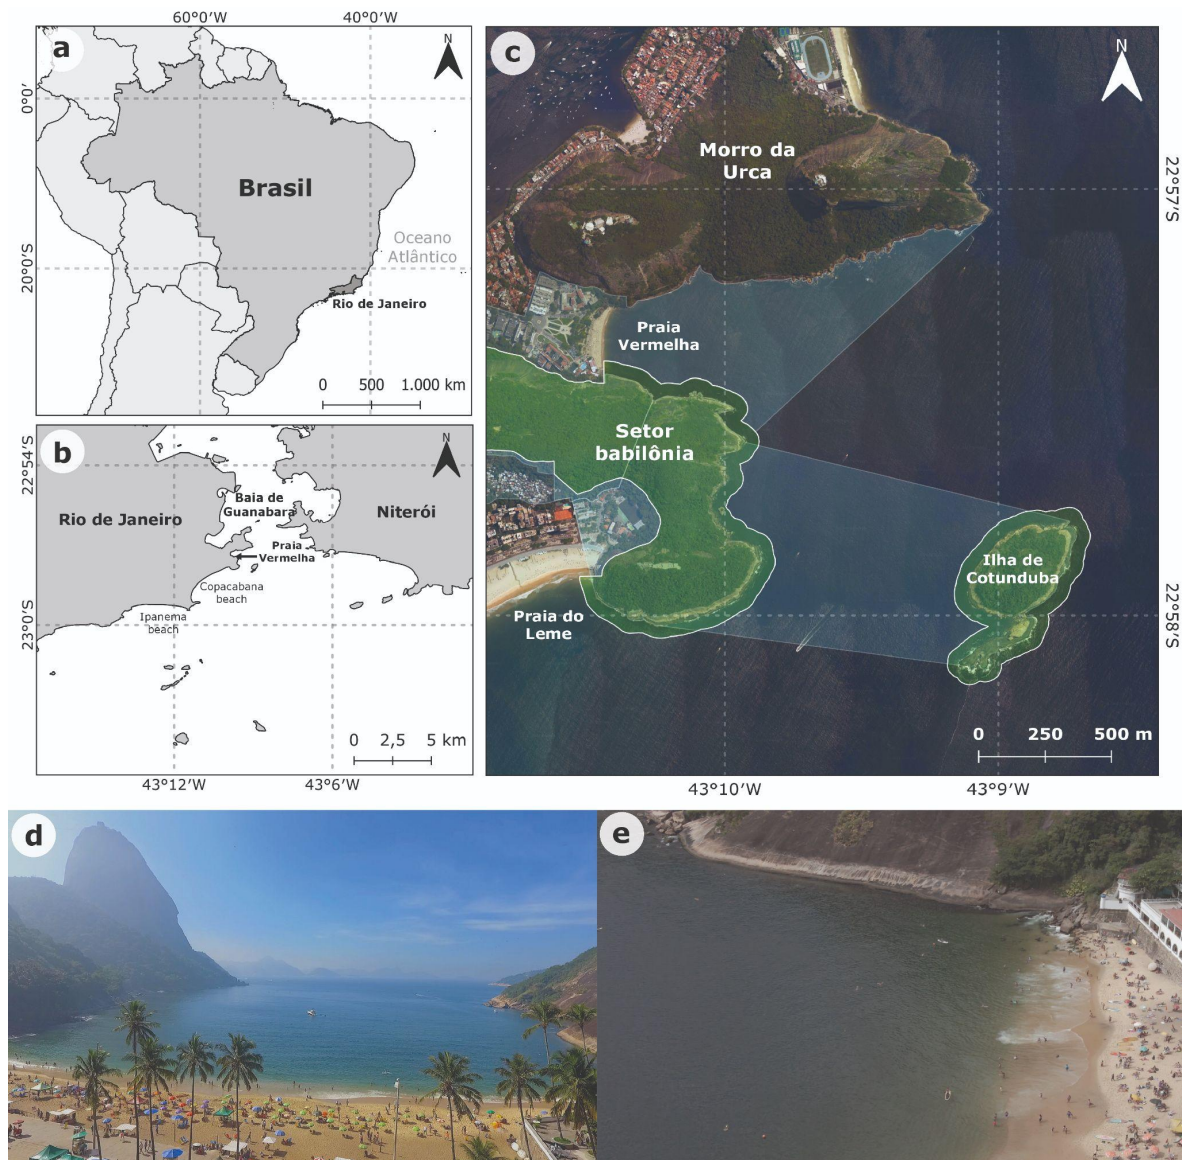 60°0′W 40°0′W
a
N
0°0′
Brasil
Oceano
Atlântico
20°0′S
Rio de Janeiro
0 500 1.000 km
b
N
22°54′S
Baia de
Guanabara
Rio de Janeiro
Niterói
Praia
Vermelha
Copacabana
beach
Ipanema
beach
23°0′S
0 2,5 5 km
43°12′W 43°6′W
c
N
Morro da
Urca
22°57′S
Praia
Vermelha
Setor
babilônia
Ilha de
Cotunduba
Praia do
Leme
22°58′S
0 250 500 m
43°10′W 43°9′W
d
e